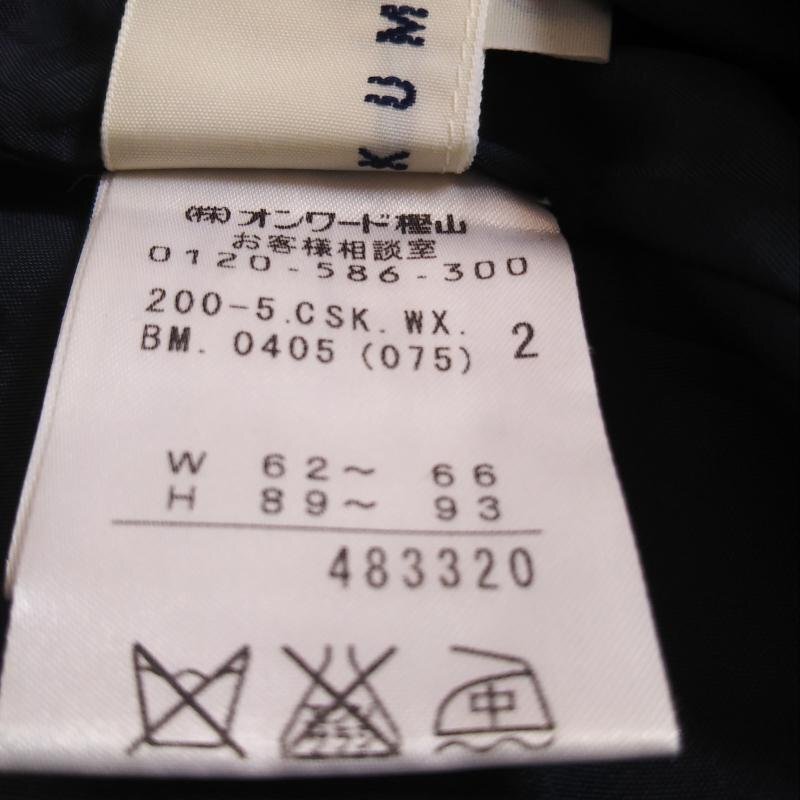 XUM
(株)オンワード樫山
お客様相談室
0120-586-300
200-5.CSK.WX.
BM. 0405 (075) 2
W 62～ 66
H 89～ 93
483320
中